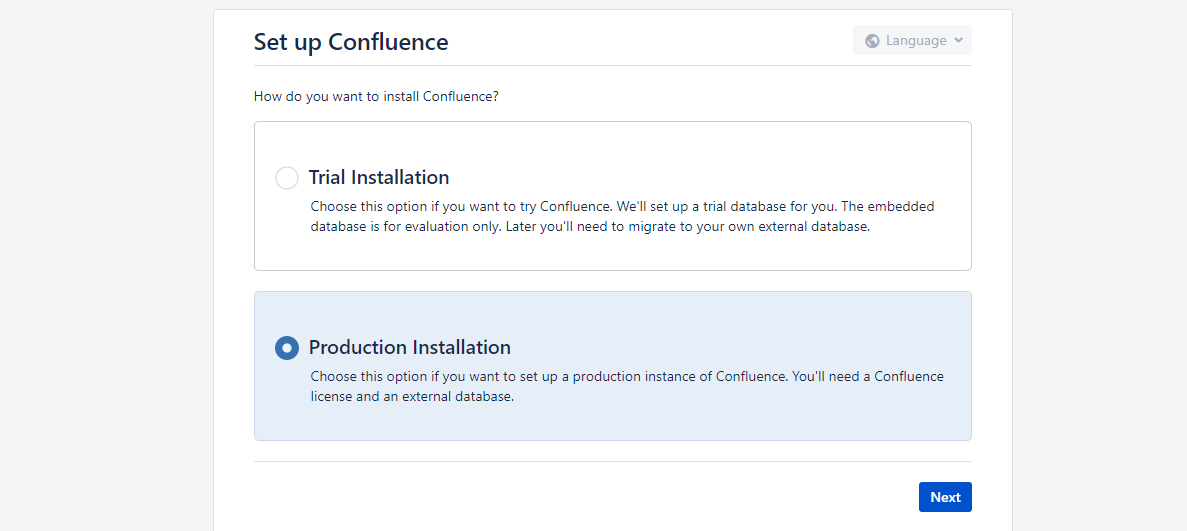 Set up Confluence
Language
How do you want to install Confluence?
Trial Installation
Choose this option if you want to try Confluence. We'll set up a trial database for you. The embedded
database is for evaluation only. Later you'll need to migrate to your own external database.
Production Installation
Choose this option if you want to set up a production instance of Confluence. You'll need a Confluence
license and an external database.
Next